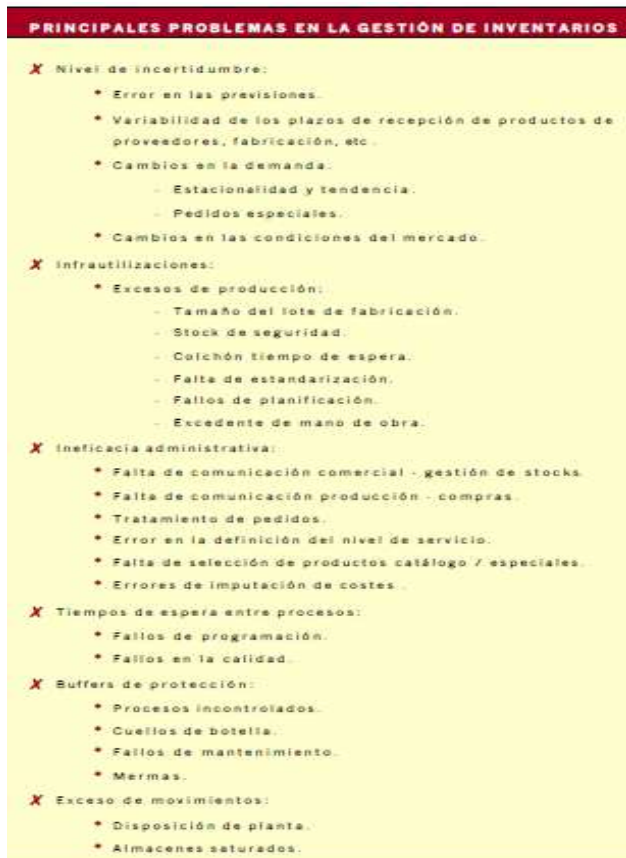 PRINCIPALES PROBLEMAS EN LA GESTIÓN DE INVENTARIOS
✗ Nivel de incertidumbre:
* Error en las previsiones.
* Variabilidad de los plazos de recepción de productos de
proveedores, fabricación, etc.
* Cambios en la demanda.
- Estacionalidad y tendencia.
- Pedidos especiales.
* Cambios en las condiciones del mercado.
✗ Infrautilizaciones:
* Excesos de producción:
- Tamaño del lote de fabricación.
- Stock de seguridad.
- Colchón tiempo de espera.
- Falta de estandarización.
- Fallos de planificación.
- Excedente de mano de obra.
✗ Ineficacia administrativa:
* Falta de comunicación comercial - gestión de stocks.
* Falta de comunicación producción - compras.
* Tratamiento de pedidos.
* Error en la definición del nivel de servicio.
* Falta de selección de productos catálogo / especiales.
* Errores de imputación de costes.
✗ Tiempos de espera entre procesos:
* Fallos de programación.
* Fallos en la calidad.
✗ Buffers de protección:
* Procesos incontrolados.
* Cuellos de botella.
* Fallos de mantenimiento.
* Mermas.
✗ Exceso de movimientos:
* Disposición de planta.
* Almacenes saturados.